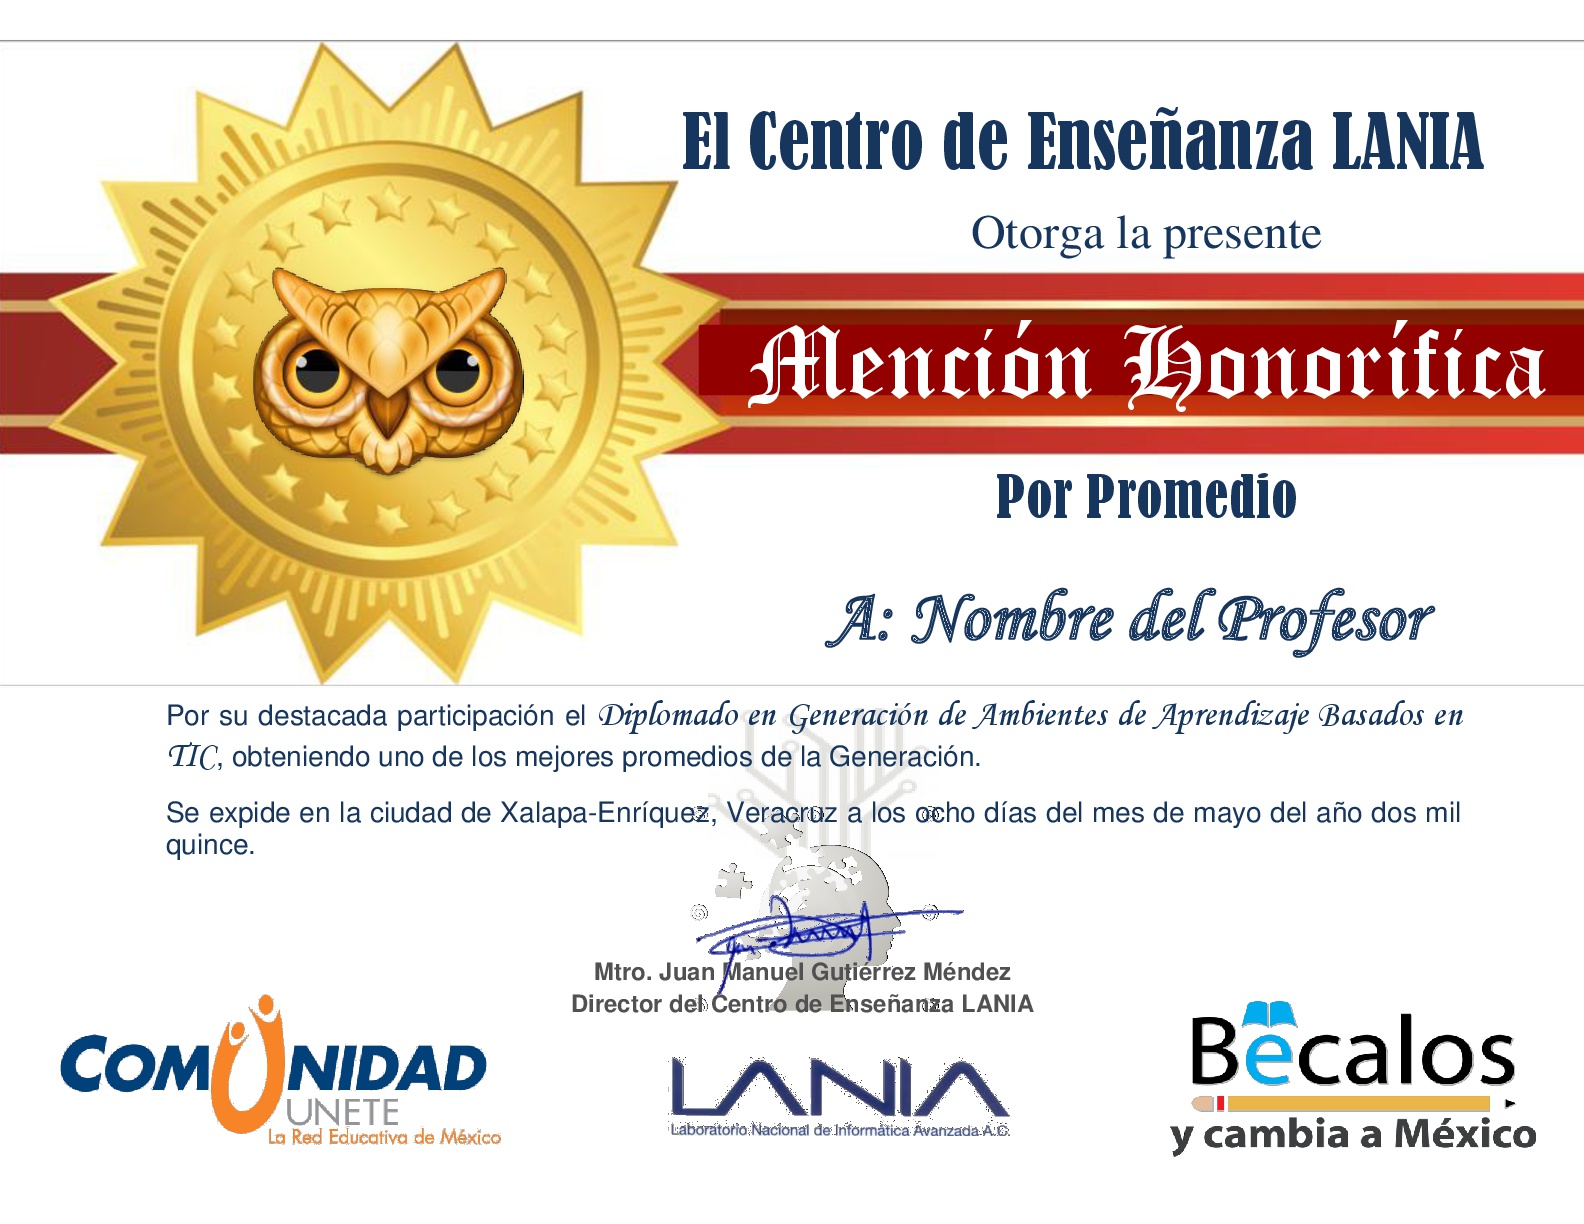 El Centro de Enseñanza LANIA
Otorga la presente
Mención Honorífica
Por Promedio
A: Nombre del Profesor
Por su destacada participación el Diplomado en Generación de Ambientes de Aprendizaje Basados en
TIC, obteniendo uno de los mejores promedios de la Generación.
Se expide en la ciudad de Xalapa-Enríquez, Veracruz a los ocho días del mes de mayo del año dos mil
quince.
Mtro. Juan Manuel Gutiérrez Méndez
Director del Centro de Enseñanza LANIA
COMUNIDAD
UNETE
La Red Educativa de México
LANIA
Laboratorio Nacional de Informática Avanzada A.C.
Bécalos
y cambia a México